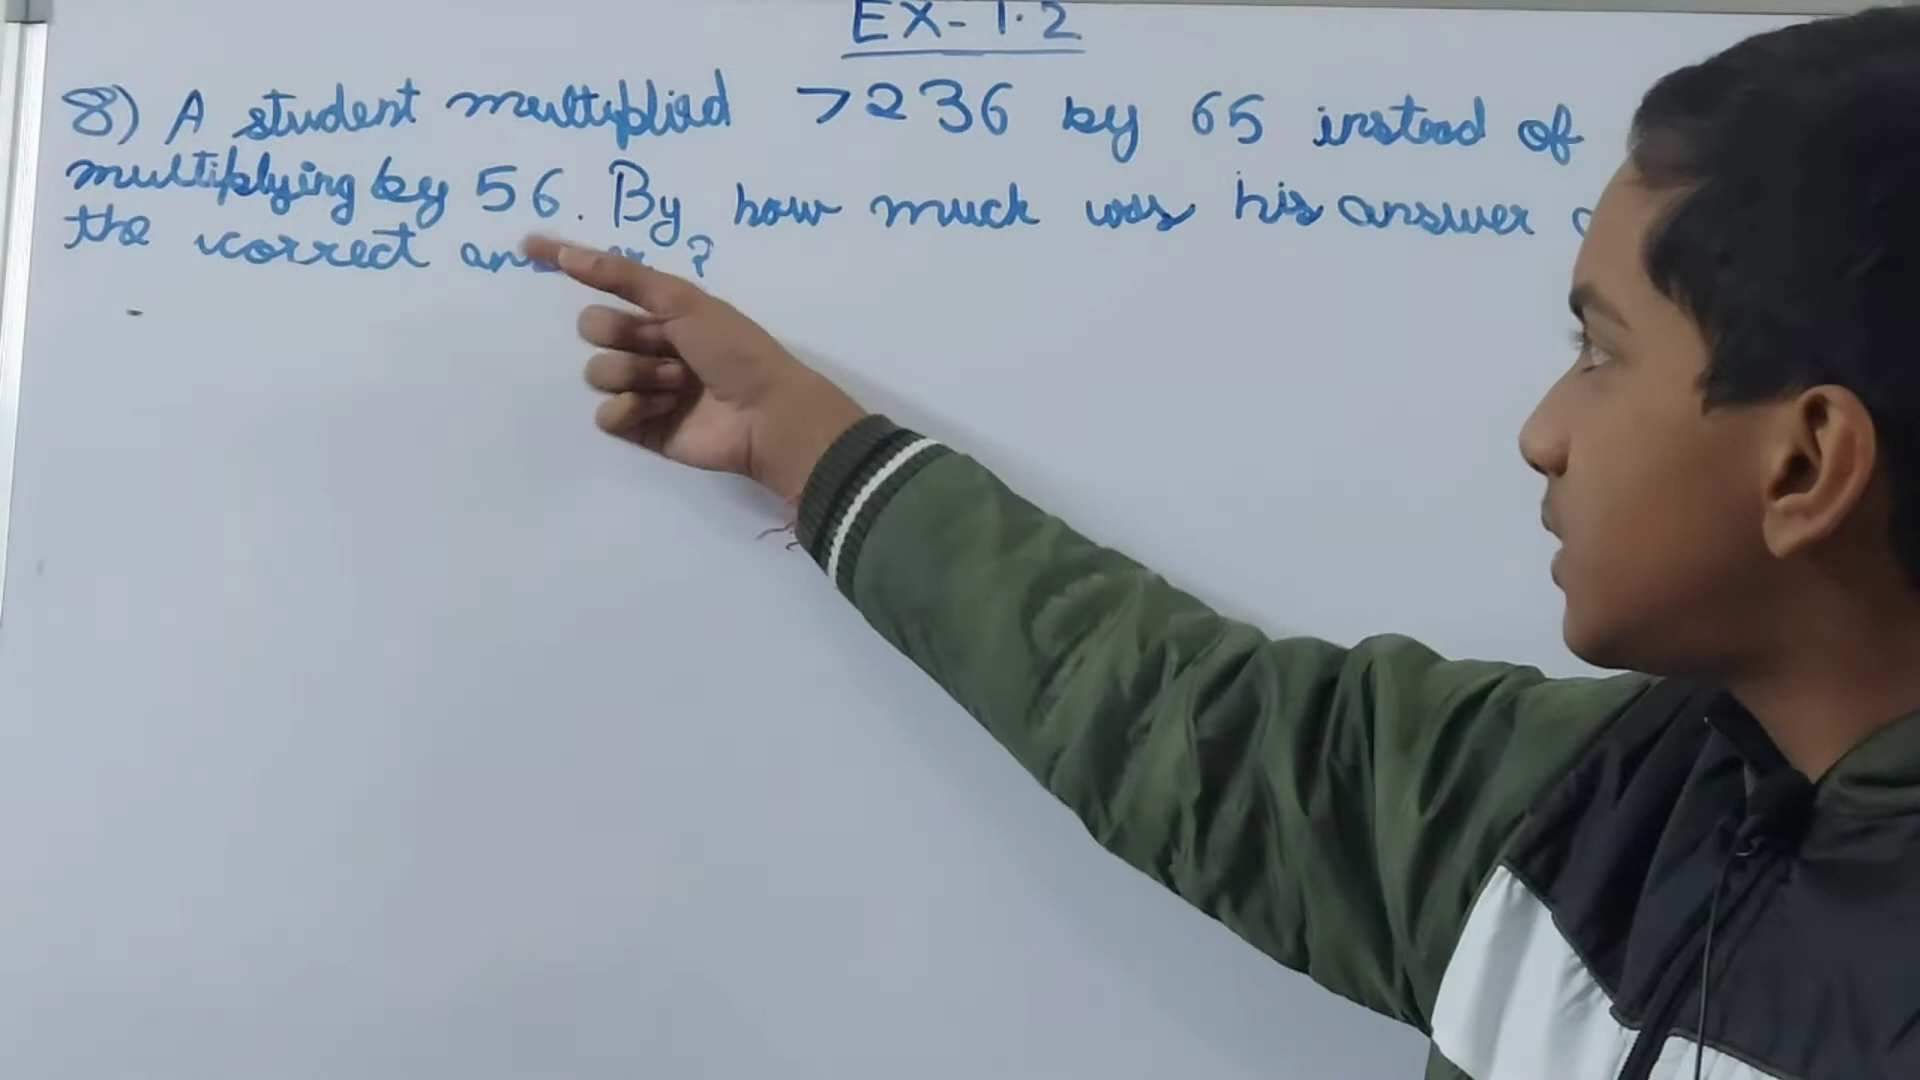 EX-1.2
8) A student multiplied 7236 by 65 instead of
multiplying by 56. By how much was his answer
the correct ?